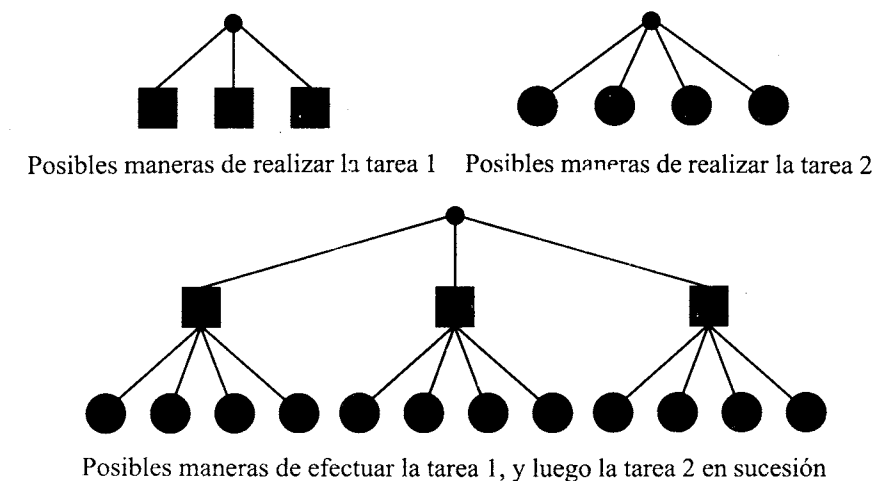 Posibles maneras de realizar la tarea 1
Posibles maneras de realizar la tarea 2
Posibles maneras de efectuar la tarea 1, y luego la tarea 2 en sucesión